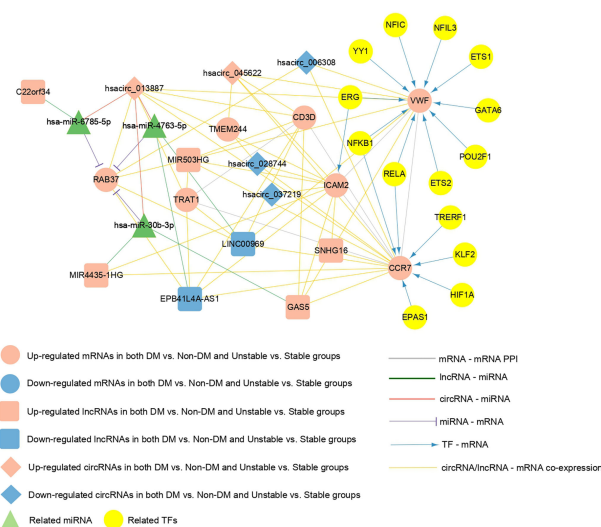 NFIC
NFIL3
YY1
ETS1
hsacirc_006308
hsacirc_045622
hsacirc_013887
C22orf34
ERG
VWF
GATA6
hsa-miR-6785-5p
hsa-miR-4763-5p
TMEM244
CD3D
NFKB1
POU2F1
MIR503HG
hsacirc_028744
RELA
ETS2
RAB37
ICAM2
TRAT1
hsacirc_037219
TRERF1
hsa-miR-30b-3p
LINC00969
SNHG16
KLF2
CCR7
MIR4435-1HG
HIF1A
EPB41L4A-AS1
GAS5
EPAS1
Up-regulated mRNAs in both DM vs. Non-DM and Unstable vs. Stable groups
Down-regulated mRNAs in both DM vs. Non-DM and Unstable vs. Stable groups
Up-regulated lncRNAs in both DM vs. Non-DM and Unstable vs. Stable groups
Down-regulated lncRNAs in both DM vs. Non-DM and Unstable vs. Stable groups
Up-regulated circRNAs in both DM vs. Non-DM and Unstable vs. Stable groups
Down-regulated circRNAs in both DM vs. Non-DM and Unstable vs. Stable groups
Related miRNA
Related TFs
mRNA - mRNA PPI
lncRNA - miRNA
circRNA - miRNA
miRNA - mRNA
TF - mRNA
circRNA/lncRNA - mRNA co-expression